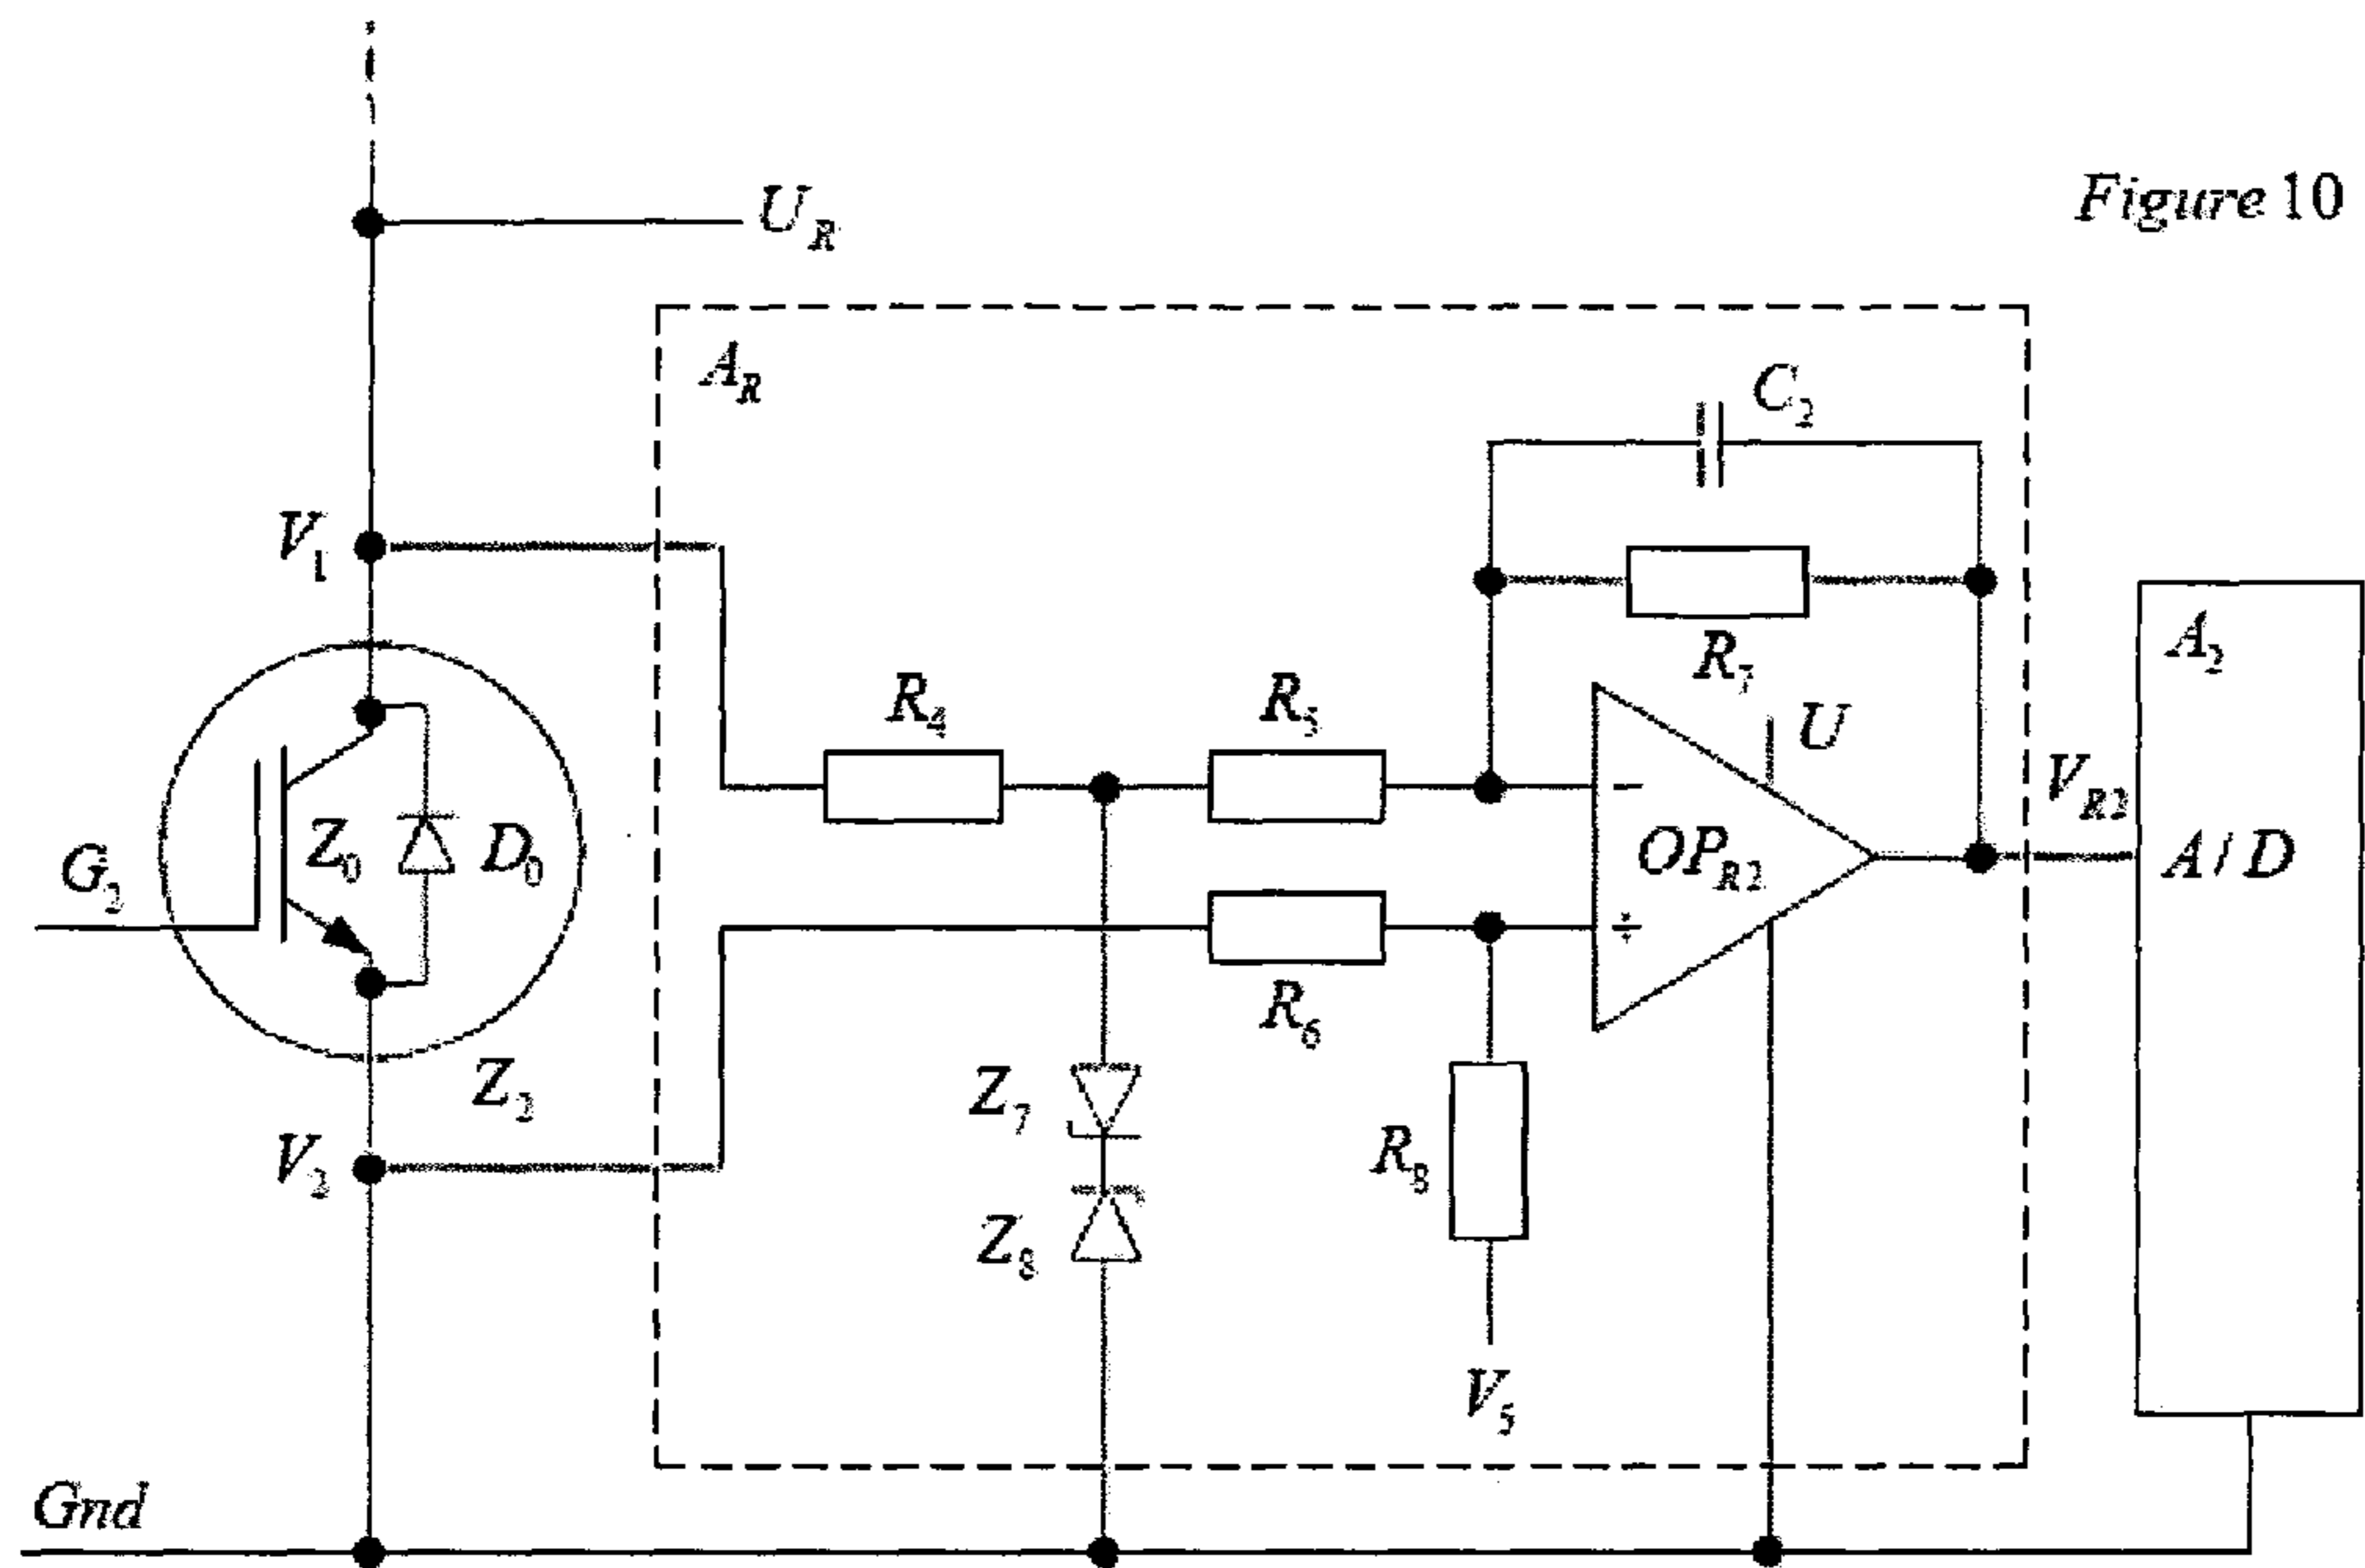 Figure 10
U_R
A_R
C_2
V_1
R_7
A_2
R_4
R_5
U
V_R2
G_2
Z_0
D_0
-
OP_R2
A/D
+
R_6
Z_2
Z_7
V_2
R_8
Z_8
V_5
Gnd